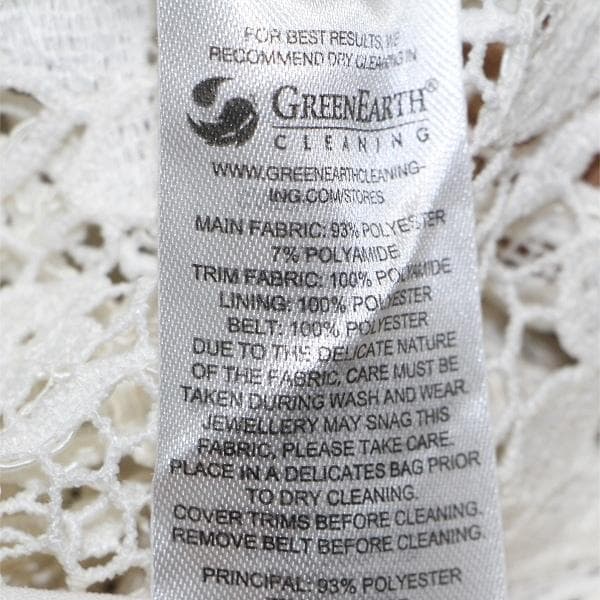 FOR BEST RESULTS, WE
RECOMMEND DRY CLEANING IN
GREENEARTH®
CLEANING
WWW.GREENEARTHCLEANING-
ING.COM/STORES
MAIN FABRIC: 93% POLYESTER
7% POLYAMIDE
TRIM FABRIC: 100% POLYAMIDE
LINING: 100% POLYESTER
BELT: 100% POLYESTER
DUE TO THE DELICATE NATURE
OF THE FABRIC, CARE MUST BE
TAKEN DURING WASH AND WEAR.
JEWELLERY MAY SNAG THIS
FABRIC, PLEASE TAKE CARE.
PLACE IN A DELICATES BAG PRIOR
TO DRY CLEANING.
COVER TRIMS BEFORE CLEANING.
REMOVE BELT BEFORE CLEANING.
PRINCIPAL: 93% POLYESTER